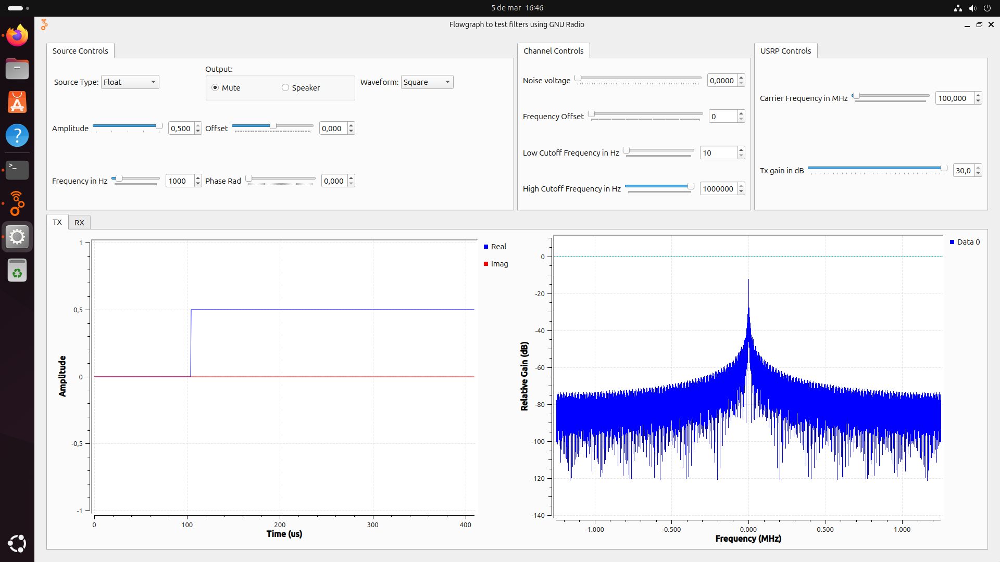 5 de mar 16:46
Flowgraph to test filters using GNU Radio
Source Controls
Source Type: Float
Output:
Mute
Speaker
Waveform: Square
Amplitude 0,500
Offset 0,000
Frequency in Hz 1000
Phase Rad 0,000
Channel Controls
Noise voltage 0,0000
Frequency Offset 0
Low Cutoff Frequency in Hz 10
High Cutoff Frequency in Hz 1000000
USRP Controls
Carrier Frequency in MHz 100,000
Tx gain in dB 30,0
TX
RX
1
0,5
0
-0,5
-1
Amplitude
0 100 200 300 400
Time (us)
Real
Imag
0
-20
-40
-60
-80
-100
-120
-140
Relative Gain (dB)
-1.000 -0.500 0.000 0.500 1.000
Frequency (MHz)
Data 0
>_
?